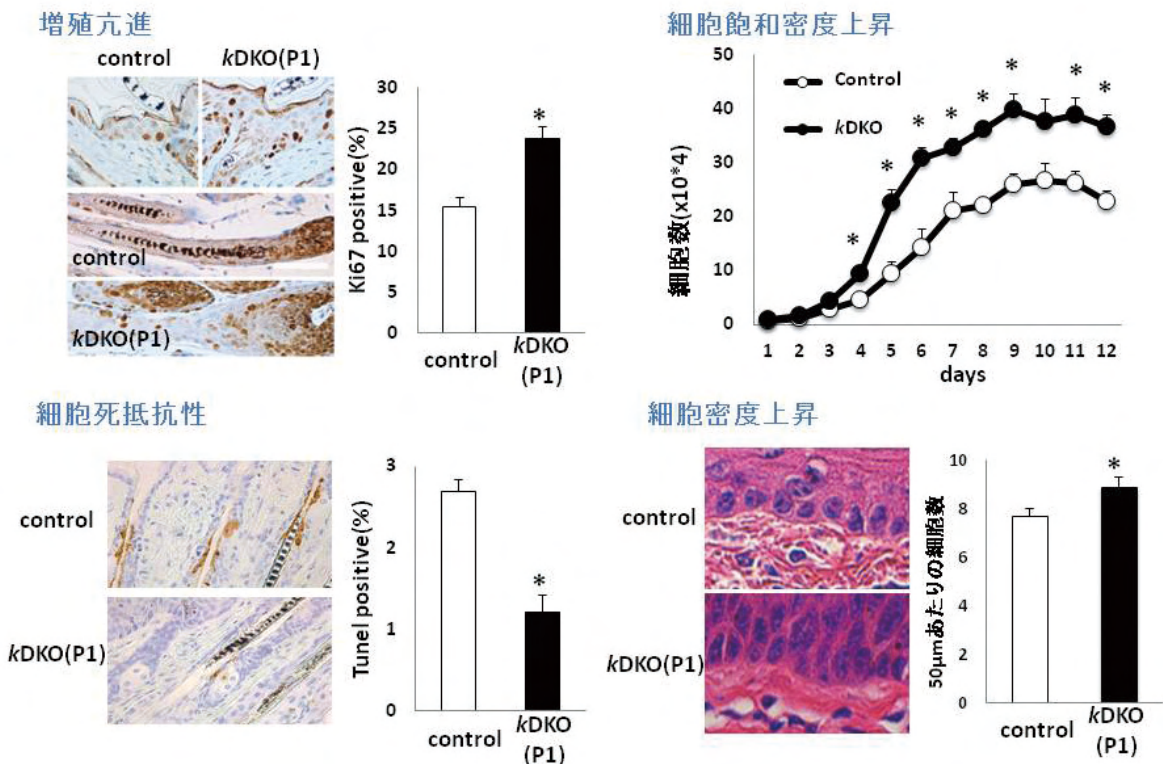 増殖亢進
control
kDKO(P1)
control
kDKO(P1)
Ki67 positive(%)
30
25
20
15
10
5
0
*
control
kDKO
(P1)
細胞飽和密度上昇
細胞数(x10*4)
50
40
30
20
10
0
Control
kDKO
* * * * * * * *
1 2 3 4 5 6 7 8 9 10 11 12
days
細胞死抵抗性
control
kDKO(P1)
Tunel positive(%)
3
2
1
0
*
control
kDKO
(P1)
細胞密度上昇
control
kDKO(P1)
50μmあたりの細胞数
10
8
6
4
2
0
*
control
kDKO
(P1)